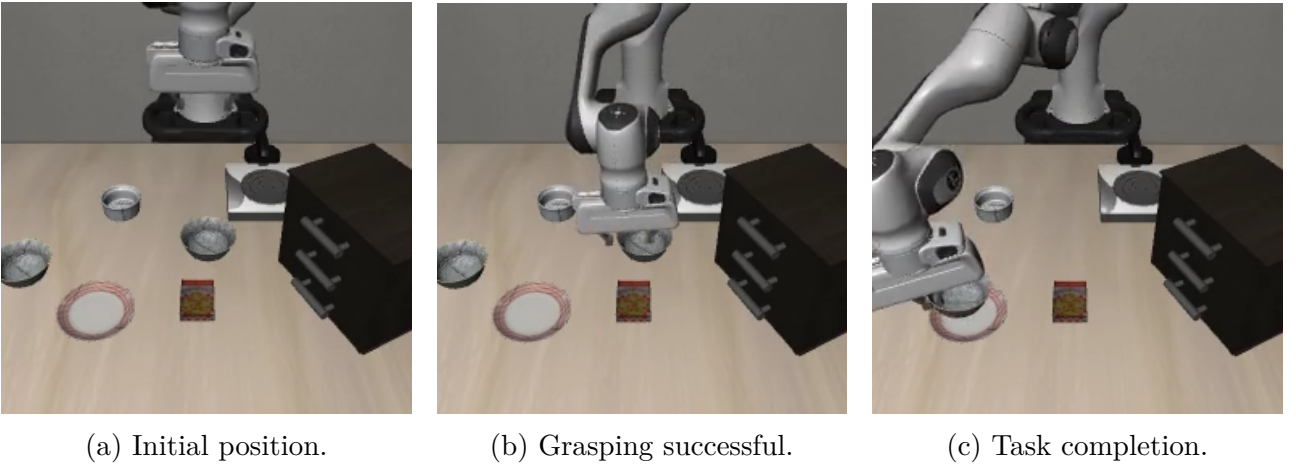 (a) Initial position.
(b) Grasping successful.
(c) Task completion.